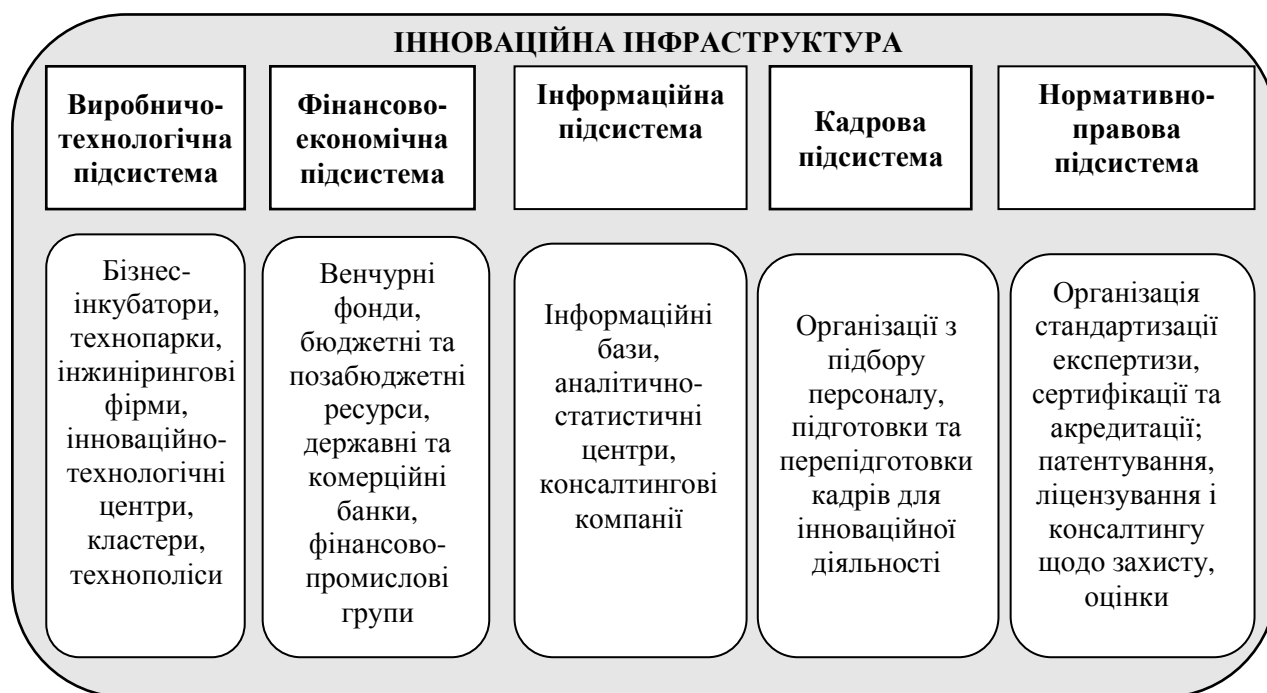 ІННОВАЦІЙНА ІНФРАСТРУКТУРА
Виробничо-
технологічна
підсистема
Фінансово-
економічна
підсистема
Інформаційна
підсистема
Кадрова
підсистема
Нормативно-
правова
підсистема
Бізнес-
інкубатори,
технопарки,
інжинірингові
фірми,
інноваційно-
технологічні
центри,
кластери,
технополіси
Венчурні
фонди,
бюджетні та
позабюджетні
ресурси,
державні та
комерційні
банки,
фінансово-
промислові
групи
Інформаційні
бази,
аналітично-
статистичні
центри,
консалтингові
компанії
Організації з
підбору
персоналу,
підготовки та
перепідготовки
кадрів для
інноваційної
діяльності
Організація
стандартизації
експертизи,
сертифікації та
акредитації;
патентування,
ліцензування і
консалтингу
щодо захисту,
оцінки